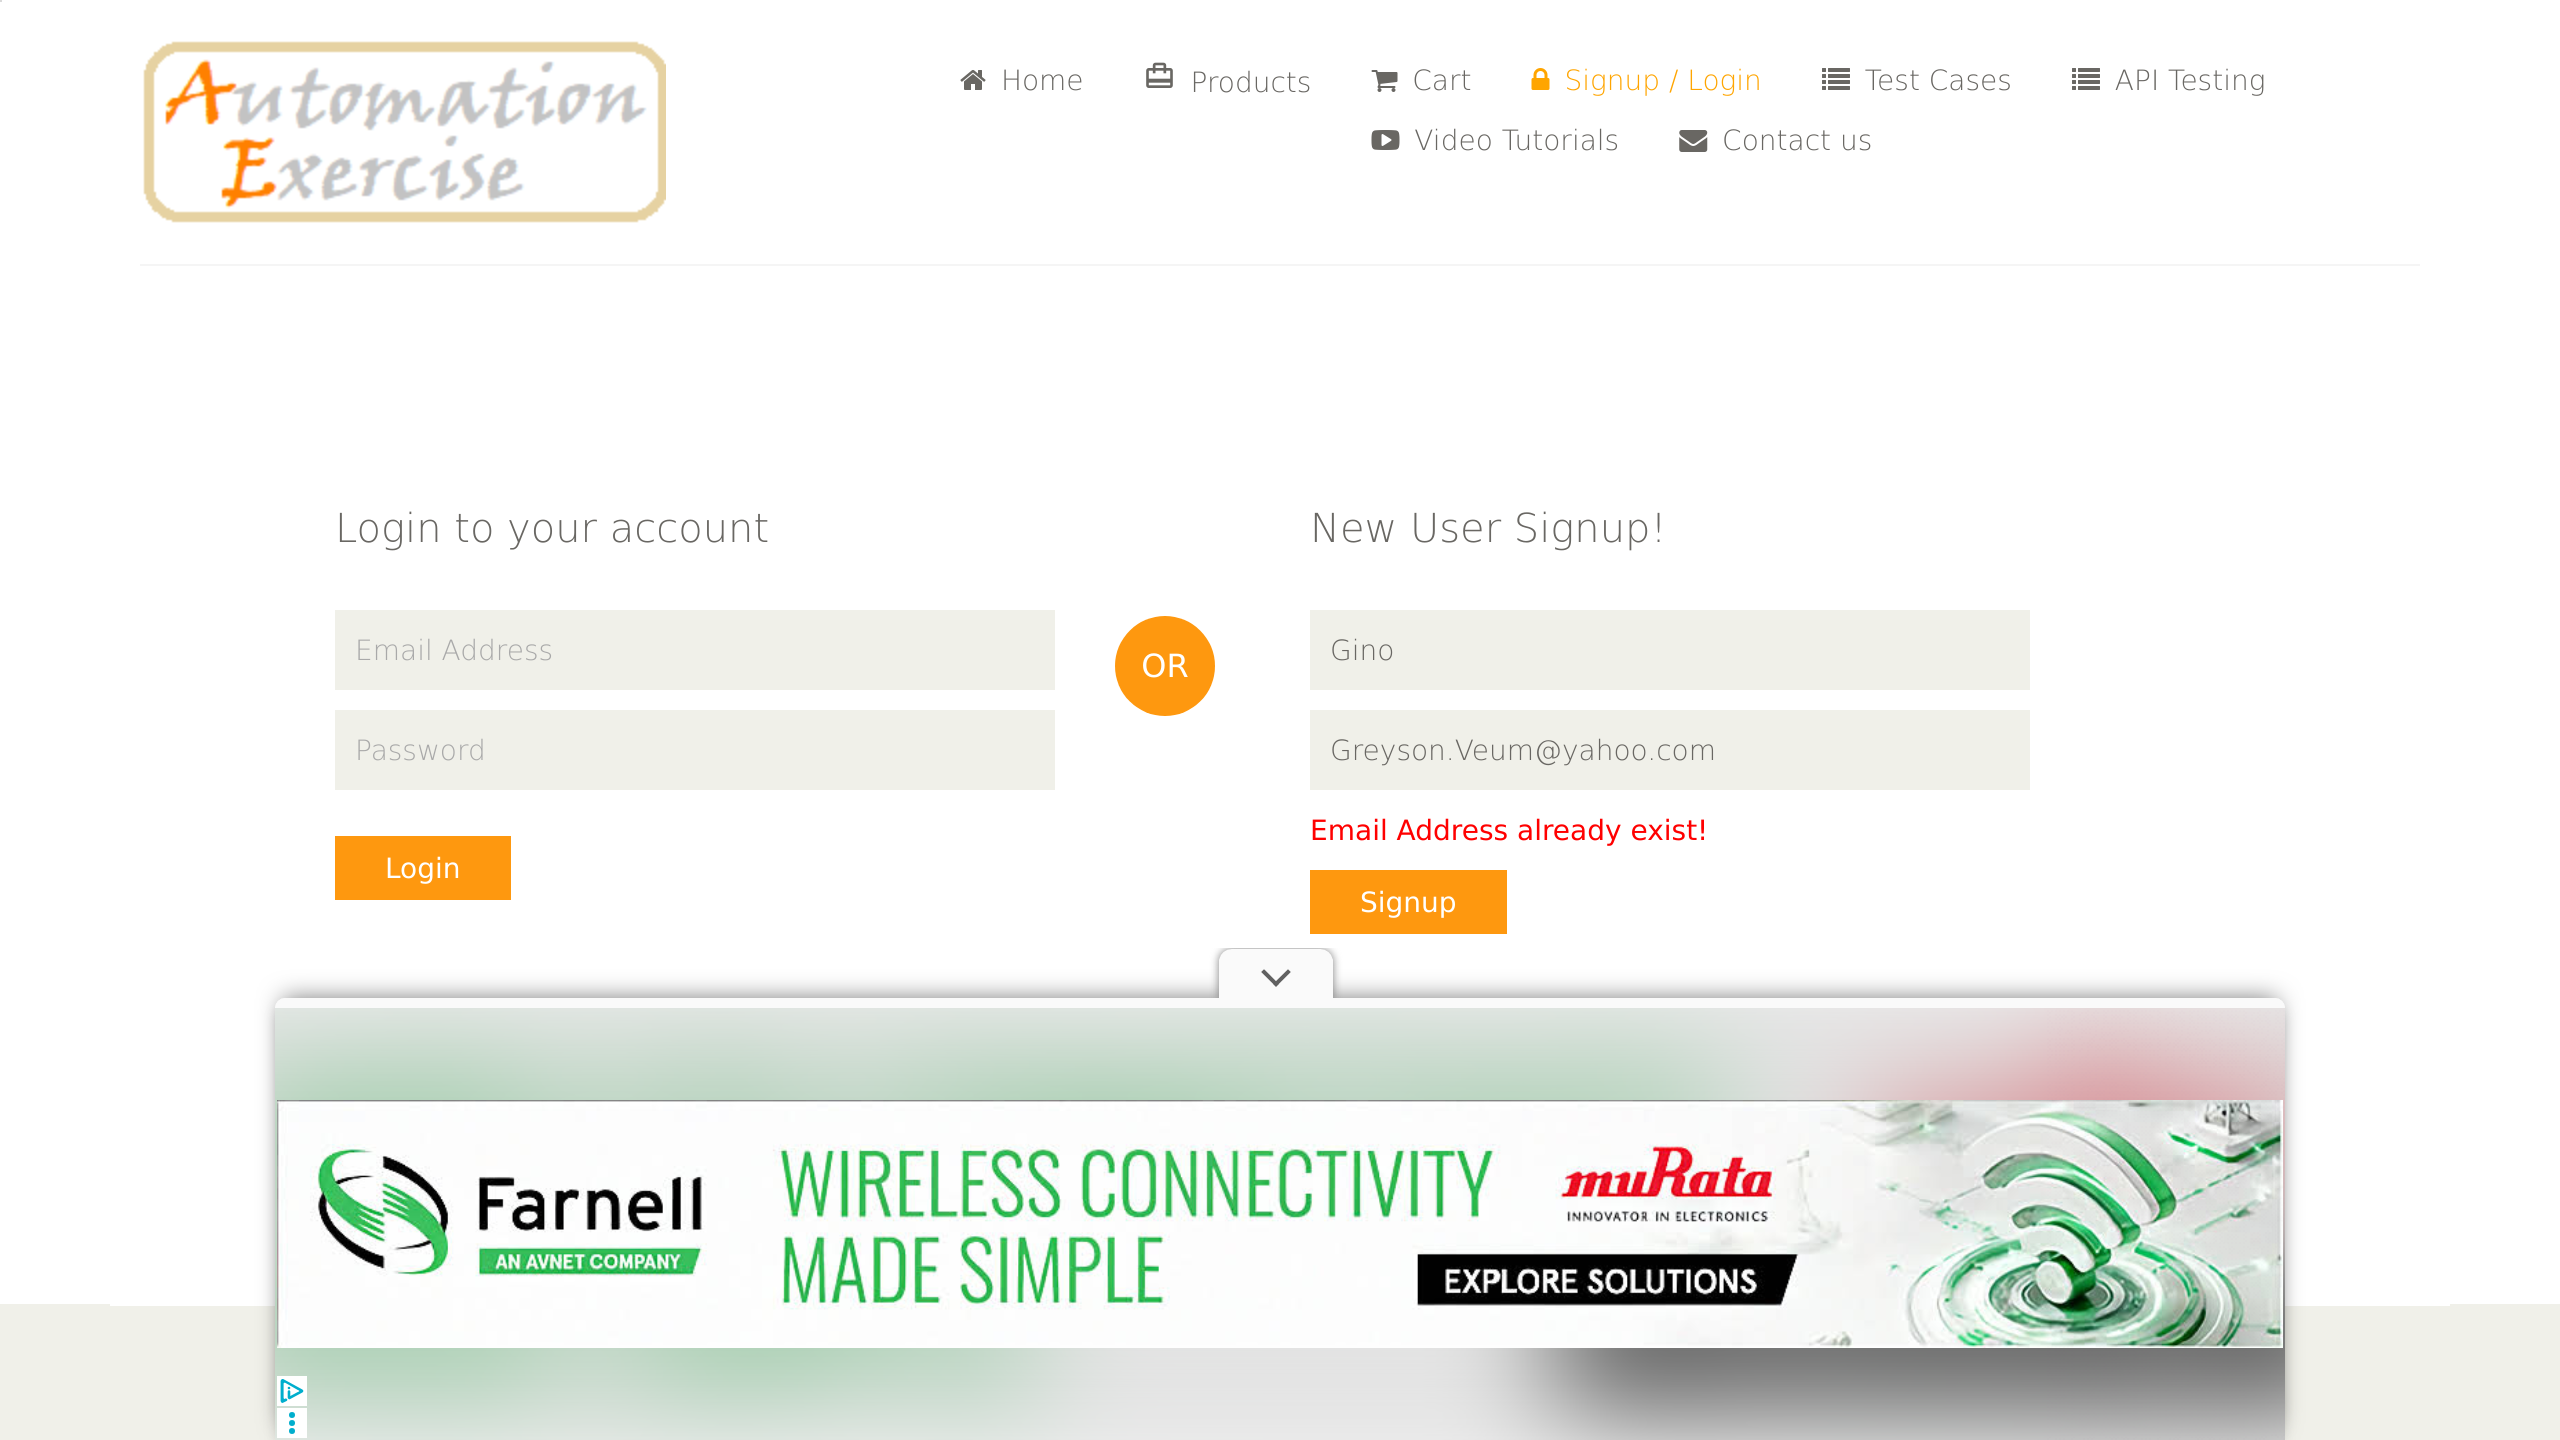 Automation
Exercise
Home
Products
Cart
Signup / Login
Test Cases
API Testing
Video Tutorials
Contact us
Login to your account
Email Address
Password
Login
OR
New User Signup!
Gino
Greyson.Veum@yahoo.com
Email Address already exist!
Signup
Farnell
AN AVNET COMPANY
WIRELESS CONNECTIVITY
MADE SIMPLE
muRata
INNOVATOR IN ELECTRONICS
EXPLORE SOLUTIONS